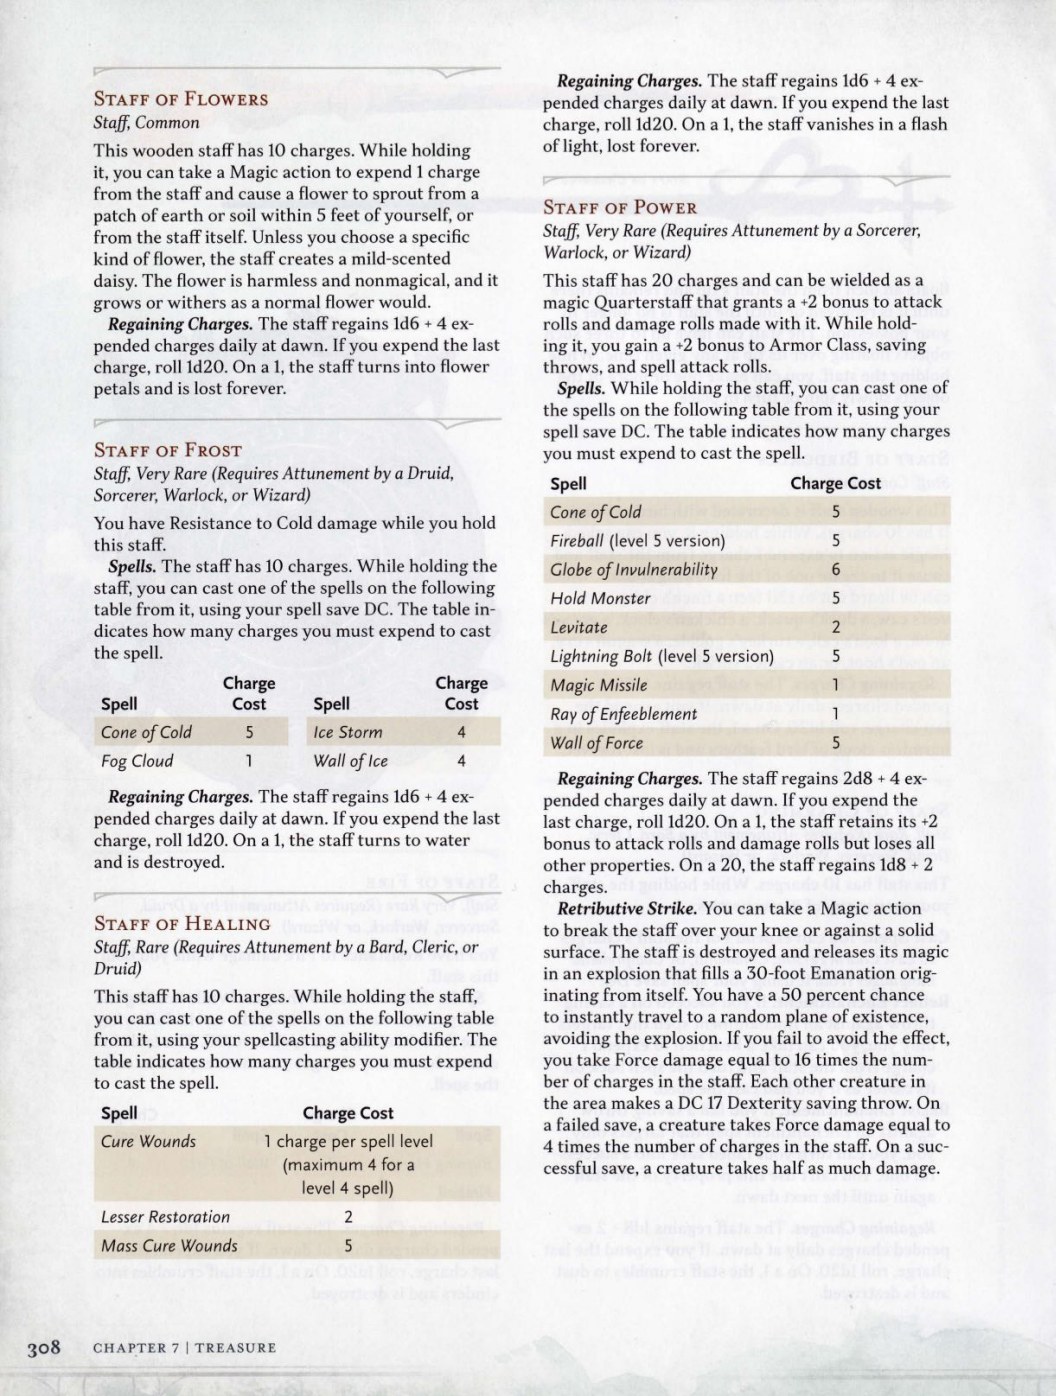 STAFF OF FLOWERS
Staff, Common
This wooden staff has 10 charges. While holding
it, you can take a Magic action to expend 1 charge
from the staff and cause a flower to sprout from a
patch of earth or soil within 5 feet of yourself, or
from the staff itself. Unless you choose a specific
kind of flower, the staff creates a mild-scented
daisy. The flower is harmless and nonmagical, and it
grows or withers as a normal flower would.
Regaining Charges. The staff regains 1d6 + 4 ex-
pended charges daily at dawn. If you expend the last
charge, roll 1d20. On a 1, the staff turns into flower
petals and is lost forever.
STAFF OF FROST
Staff, Very Rare (Requires Attunement by a Druid,
Sorcerer, Warlock, or Wizard)
You have Resistance to Cold damage while you hold
this staff.
Spells. The staff has 10 charges. While holding the
staff, you can cast one of the spells on the following
table from it, using your spell save DC. The table in-
dicates how many charges you must expend to cast
the spell.
Charge Charge
Spell Cost Spell Cost
Cone of Cold 5 Ice Storm 4
Fog Cloud 1 Wall of Ice 4
Regaining Charges. The staff regains 1d6 + 4 ex-
pended charges daily at dawn. If you expend the last
charge, roll 1d20. On a 1, the staff turns to water
and is destroyed.
STAFF OF HEALING
Staff, Rare (Requires Attunement by a Bard, Cleric, or
Druid)
This staff has 10 charges. While holding the staff,
you can cast one of the spells on the following table
from it, using your spellcasting ability modifier. The
table indicates how many charges you must expend
to cast the spell.
Spell Charge Cost
Cure Wounds 1 charge per spell level
(maximum 4 for a
level 4 spell)
Lesser Restoration 2
Mass Cure Wounds 5
Regaining Charges. The staff regains 1d6 + 4 ex-
pended charges daily at dawn. If you expend the last
charge, roll 1d20. On a 1, the staff vanishes in a flash
of light, lost forever.
STAFF OF POWER
Staff, Very Rare (Requires Attunement by a Sorcerer,
Warlock, or Wizard)
This staff has 20 charges and can be wielded as a
magic Quarterstaff that grants a +2 bonus to attack
rolls and damage rolls made with it. While hold-
ing it, you gain a +2 bonus to Armor Class, saving
throws, and spell attack rolls.
Spells. While holding the staff, you can cast one of
the spells on the following table from it, using your
spell save DC. The table indicates how many charges
you must expend to cast the spell.
Spell Charge Cost
Cone of Cold 5
Fireball (level 5 version) 5
Globe of Invulnerability 6
Hold Monster 5
Levitate 2
Lightning Bolt (level 5 version) 5
Magic Missile 1
Ray of Enfeeblement 1
Wall of Force 5
Regaining Charges. The staff regains 2d8 + 4 ex-
pended charges daily at dawn. If you expend the
last charge, roll 1d20. On a 1, the staff retains its +2
bonus to attack rolls and damage rolls but loses all
other properties. On a 20, the staff regains 1d8 + 2
charges.
Retributive Strike. You can take a Magic action
to break the staff over your knee or against a solid
surface. The staff is destroyed and releases its magic
in an explosion that fills a 30-foot Emanation orig-
inating from itself. You have a 50 percent chance
to instantly travel to a random plane of existence,
avoiding the explosion. If you fail to avoid the effect,
you take Force damage equal to 16 times the num-
ber of charges in the staff. Each other creature in
the area makes a DC 17 Dexterity saving throw. On
a failed save, a creature takes Force damage equal to
4 times the number of charges in the staff. On a suc-
cessful save, a creature takes half as much damage.
308 CHAPTER 7 | TREASURE